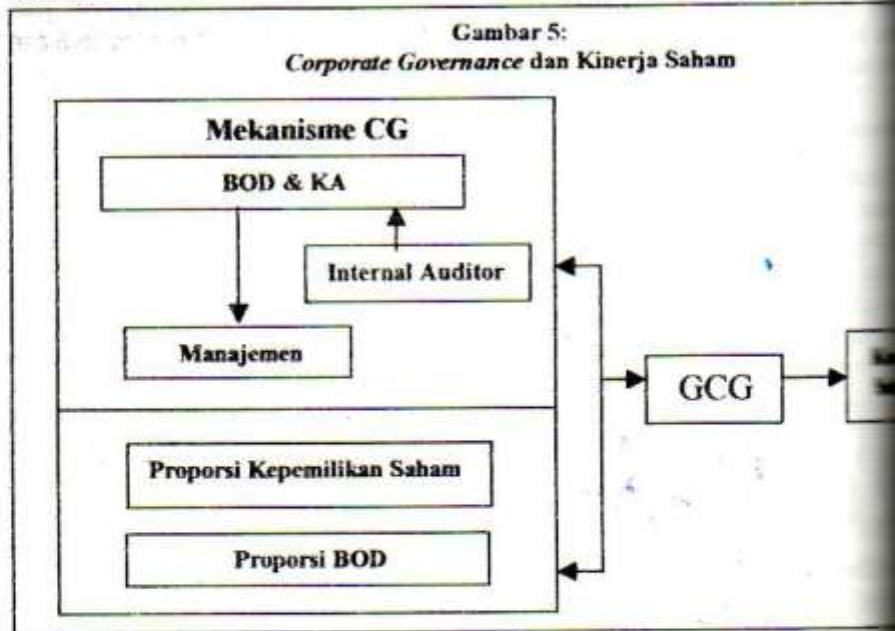 Gambar 5:
Corporate Governance dan Kinerja Saham
Mekanisme CG
BOD & KA
Internal Auditor
Manajemen
GCG
Proporsi Kepemilikan Saham
Proporsi BOD